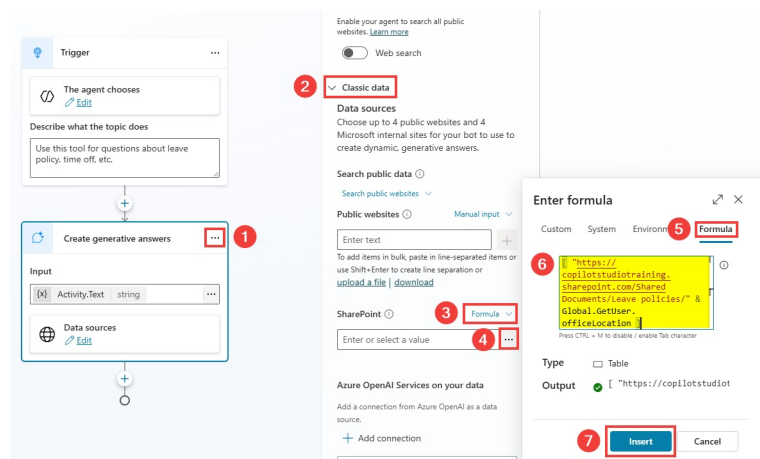 Trigger
...
The agent chooses
Edit
Describe what the topic does
Use this tool for questions about leave
policy, time off, etc.
Create generative answers
...
1
Input
{x} Activity.Text string
...
Data sources
Edit
Enable your agent to search all public
websites. Learn more
Web search
2
Classic data
Data sources
Choose up to 4 public websites and 4
Microsoft internal sites for your bot to use to
create dynamic, generative answers.
Search public data
Search public websites
Public websites
Manual input
Enter text
To add items in bulk, paste in line-separated items or
use Shift+Enter to create line separation or
upload a file | download
SharePoint
3
Formula
Enter or select a value
4
...
Azure OpenAI Services on your data
Add a connection from Azure OpenAI as a data
source.
Add connection
Enter formula
Custom System Environm 5 Formula
6
[ "https://
copilotstudiotraining.
sharepoint.com/Shared
Documents/Leave policies/" &
Global.GetUser.
officeLocation ]
Press CTRL + M to disable / enable Tab character
Type Table
Output [ "https://copilotstudiot
7
Insert
Cancel